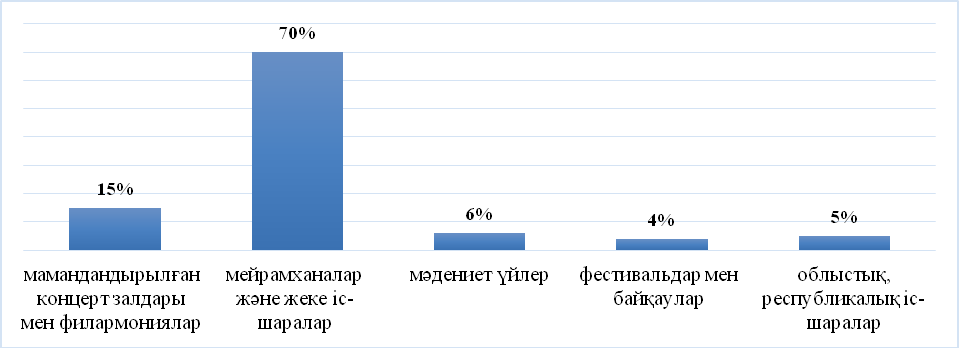 70%
15%
6%
4%
5%
мамандандырылған
концерт залдары
мен филармониялар
мейрамханалар
және жеке іс-
шаралар
мәдениет үйлер
фестивальдар мен
байқаулар
облыстық,
республикалық іс-
шаралар